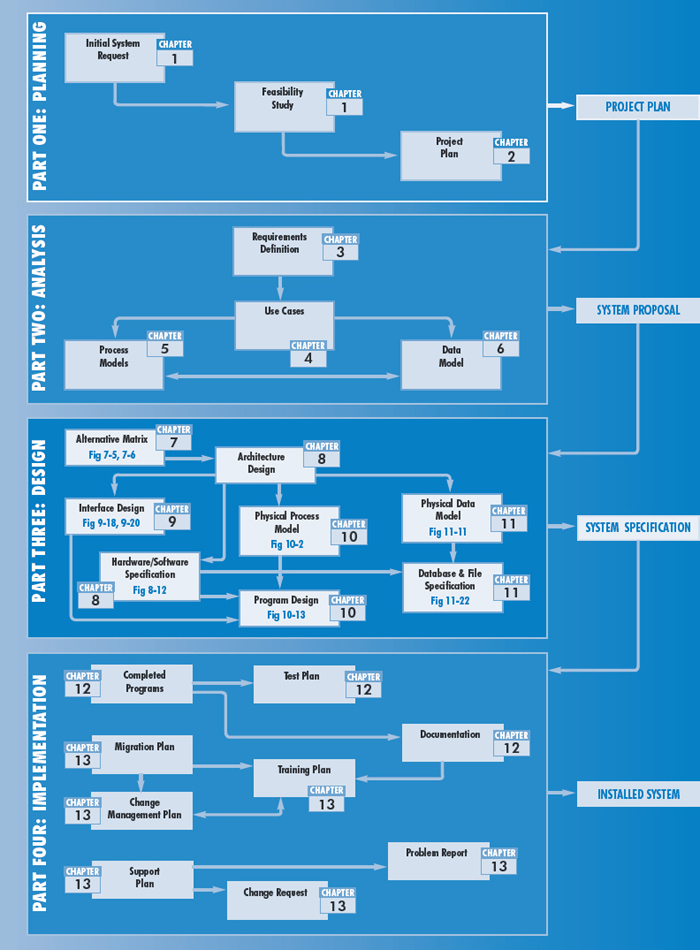 PART ONE: PLANNING
Initial System
Request
CHAPTER
1
Feasibility
Study
CHAPTER
1
Project
Plan
CHAPTER
2
PROJECT PLAN
PART TWO: ANALYSIS
Requirements
Definition
CHAPTER
3
Use Cases
CHAPTER
4
Process
Models
CHAPTER
5
Data
Model
CHAPTER
6
SYSTEM PROPOSAL
PART THREE: DESIGN
Alternative Matrix
Fig 7-5, 7-6
CHAPTER
7
Architecture
Design
CHAPTER
8
Interface Design
Fig 9-18, 9-20
CHAPTER
9
Physical Process
Model
Fig 10-2
CHAPTER
10
Physical Data
Model
Fig 11-11
CHAPTER
11
Hardware/Software
Specification
Fig 8-12
CHAPTER
8
Program Design
Fig 10-13
CHAPTER
10
Database & File
Specification
Fig 11-22
CHAPTER
11
SYSTEM SPECIFICATION
PART FOUR: IMPLEMENTATION
CHAPTER
12
Completed
Programs
Test Plan
CHAPTER
12
Documentation
CHAPTER
12
CHAPTER
13
Migration Plan
Training Plan
CHAPTER
13
CHAPTER
13
Change
Management Plan
CHAPTER
13
Support
Plan
Problem Report
CHAPTER
13
Change Request
CHAPTER
13
INSTALLED SYSTEM